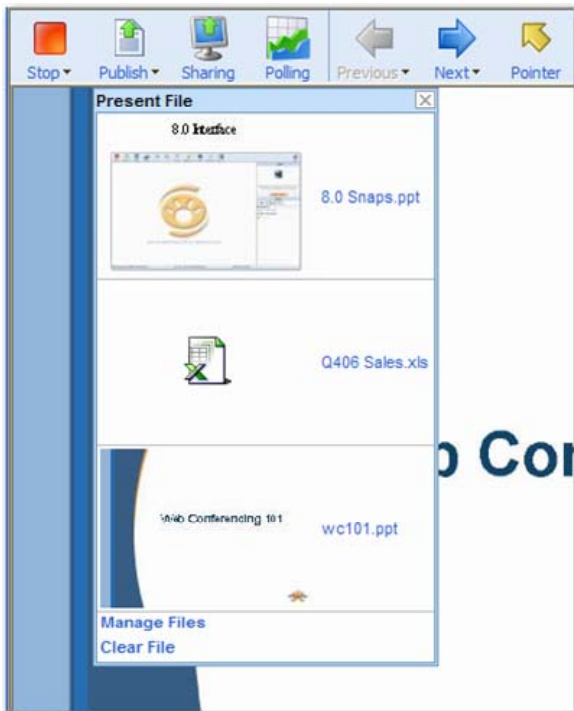 Stop Publish Sharing Polling Previous Next Pointer
Present File
8.0 Interface
8.0 Snaps.ppt
Q406 Sales.xls
b Con
Web Conferencing 101
wc101.ppt
Manage Files
Clear File